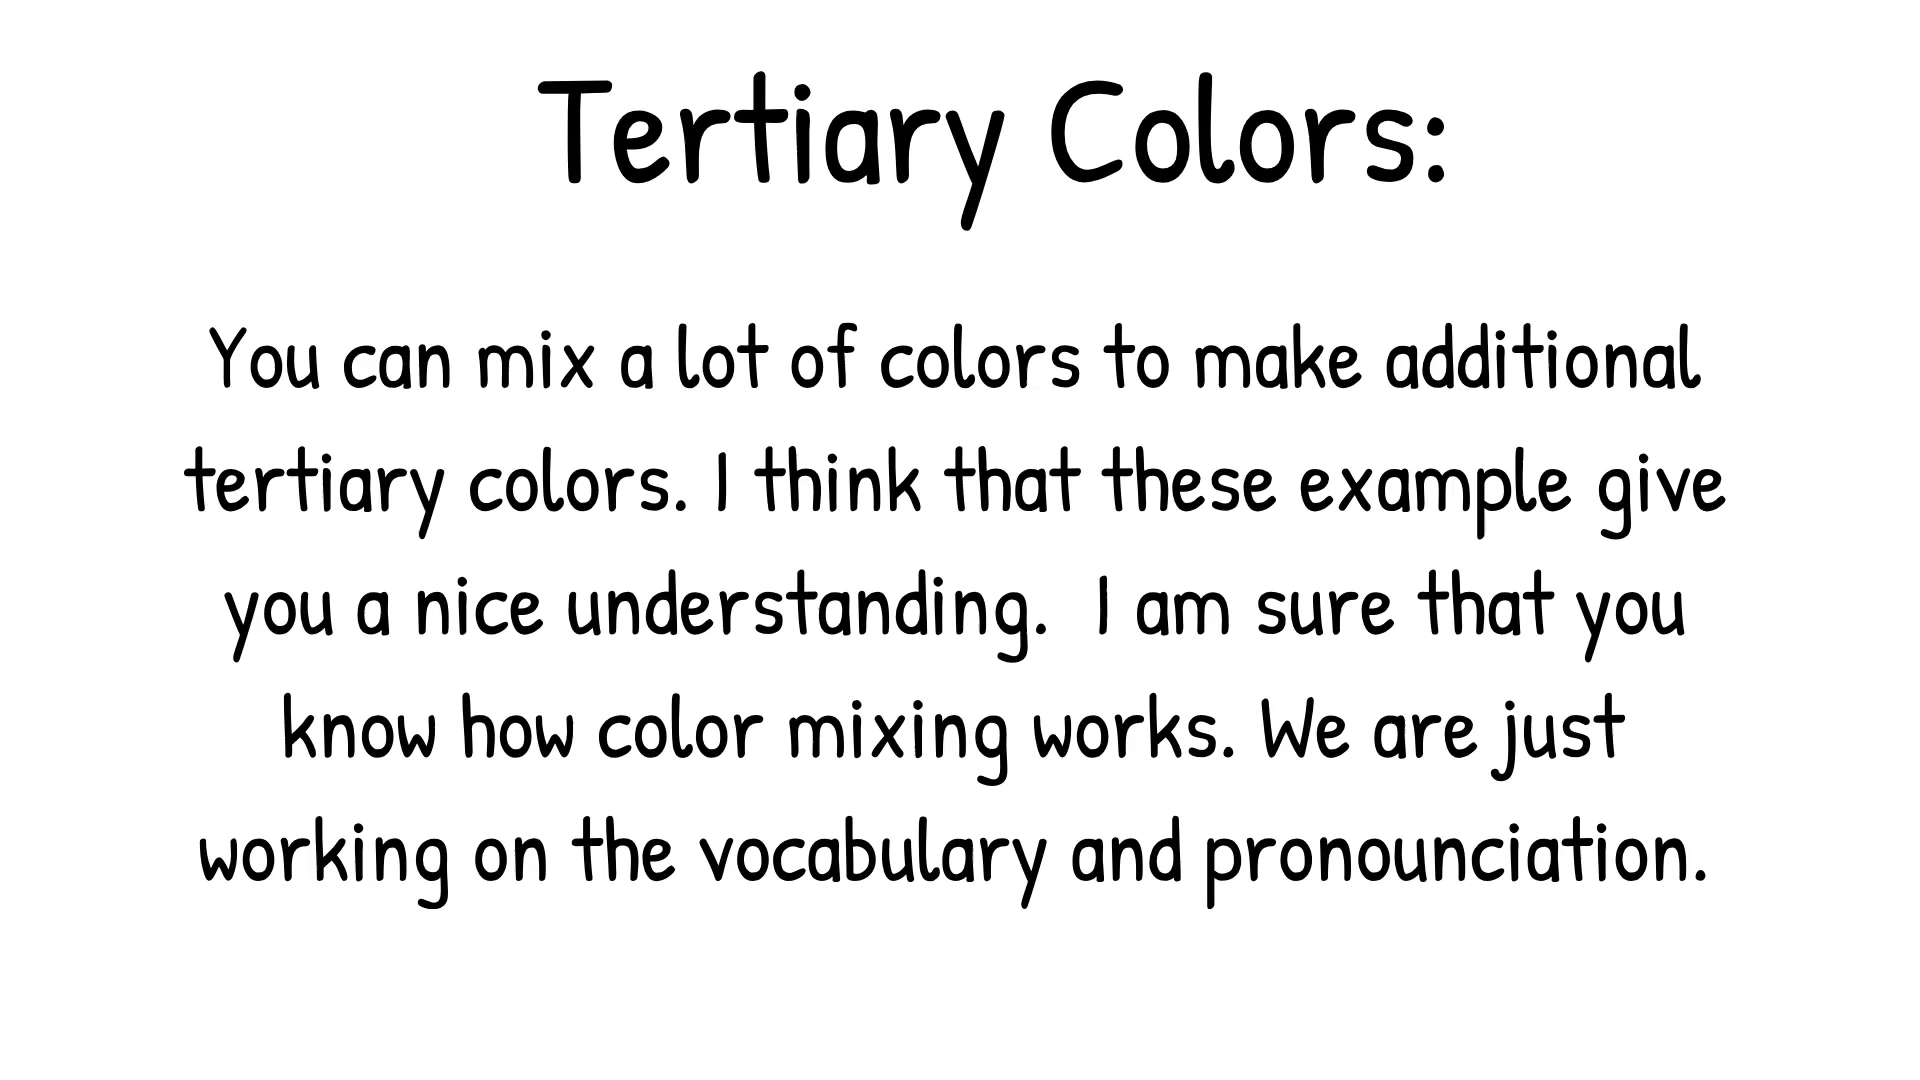 Tertiary Colors:
You can mix a lot of colors to make additional
tertiary colors. I think that these example give
you a nice understanding.  I am sure that you
know how color mixing works. We are just
working on the vocabulary and pronounciation.